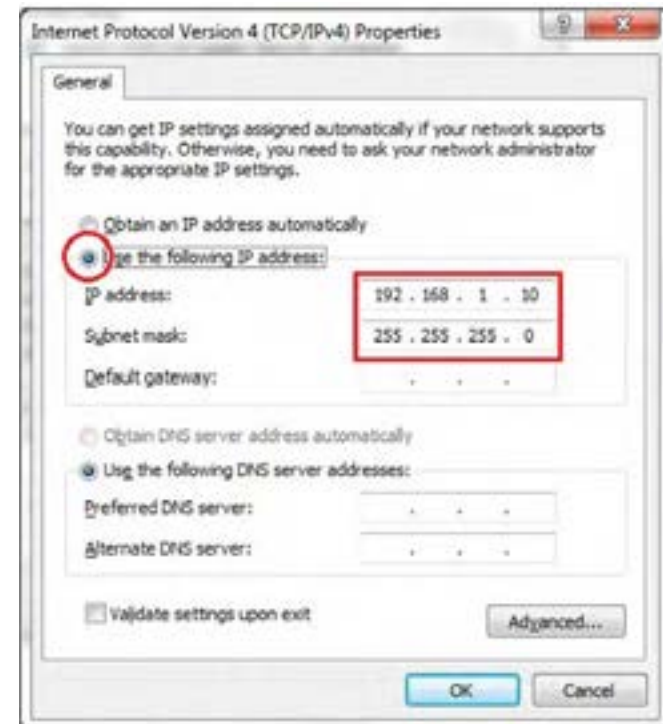 Internet Protocol Version 4 (TCP/IPv4) Properties
General
You can get IP settings assigned automatically if your network supports
this capability. Otherwise, you need to ask your network administrator
for the appropriate IP settings.
Obtain an IP address automatically
Use the following IP address:
IP address: 192 . 168 . 1 . 10
Subnet mask: 255 . 255 . 255 . 0
Default gateway: . . .
Obtain DNS server address automatically
Use the following DNS server addresses:
Preferred DNS server: . . .
Alternate DNS server: . . .
Validate settings upon exit
Advanced...
OK Cancel